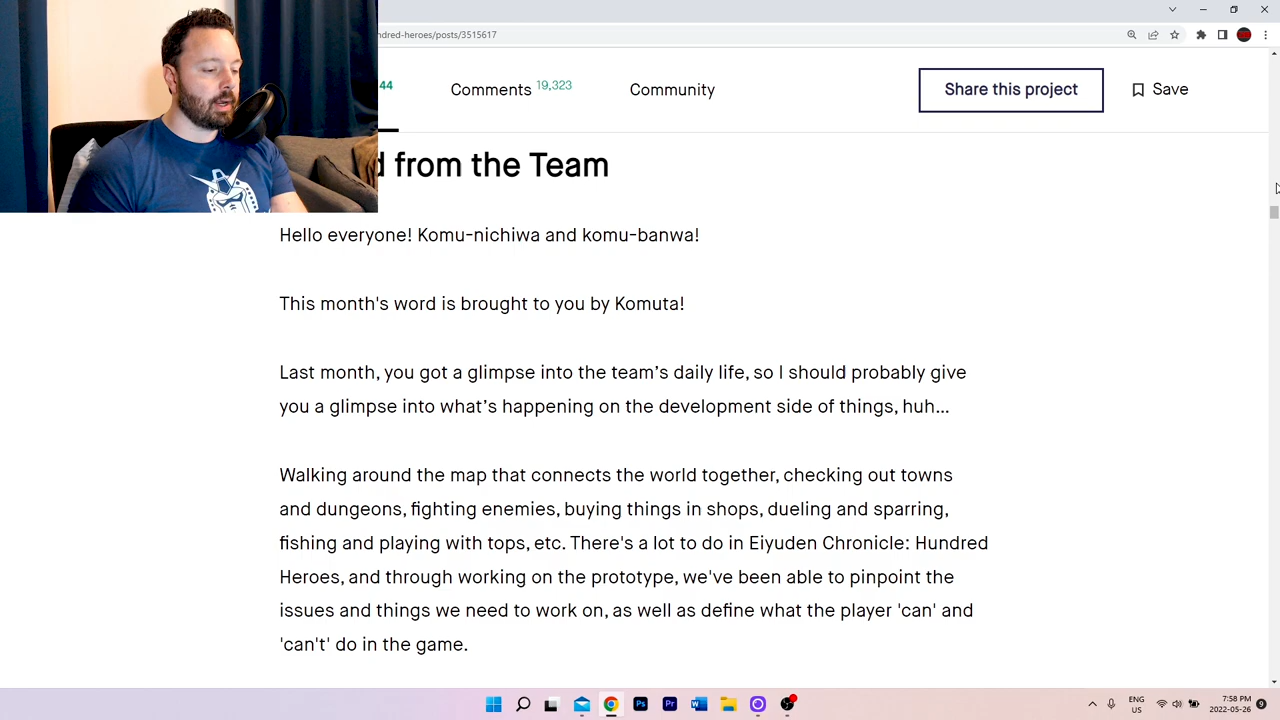 dred-heroes/posts/3515617
44
Comments 19,323
Community
Share this project
Save
from the Team
Hello everyone! Komu-nichiwa and komu-banwa!
This month's word is brought to you by Komuta!
Last month, you got a glimpse into the team’s daily life, so I should probably give
you a glimpse into what’s happening on the development side of things, huh...
Walking around the map that connects the world together, checking out towns
and dungeons, fighting enemies, buying things in shops, dueling and sparring,
fishing and playing with tops, etc. There's a lot to do in Eiyuden Chronicle: Hundred
Heroes, and through working on the prototype, we've been able to pinpoint the
issues and things we need to work on, as well as define what the player 'can' and
'can't' do in the game.
Ps
Pr
W
ENG
US
7:58 PM
2022-05-26
9